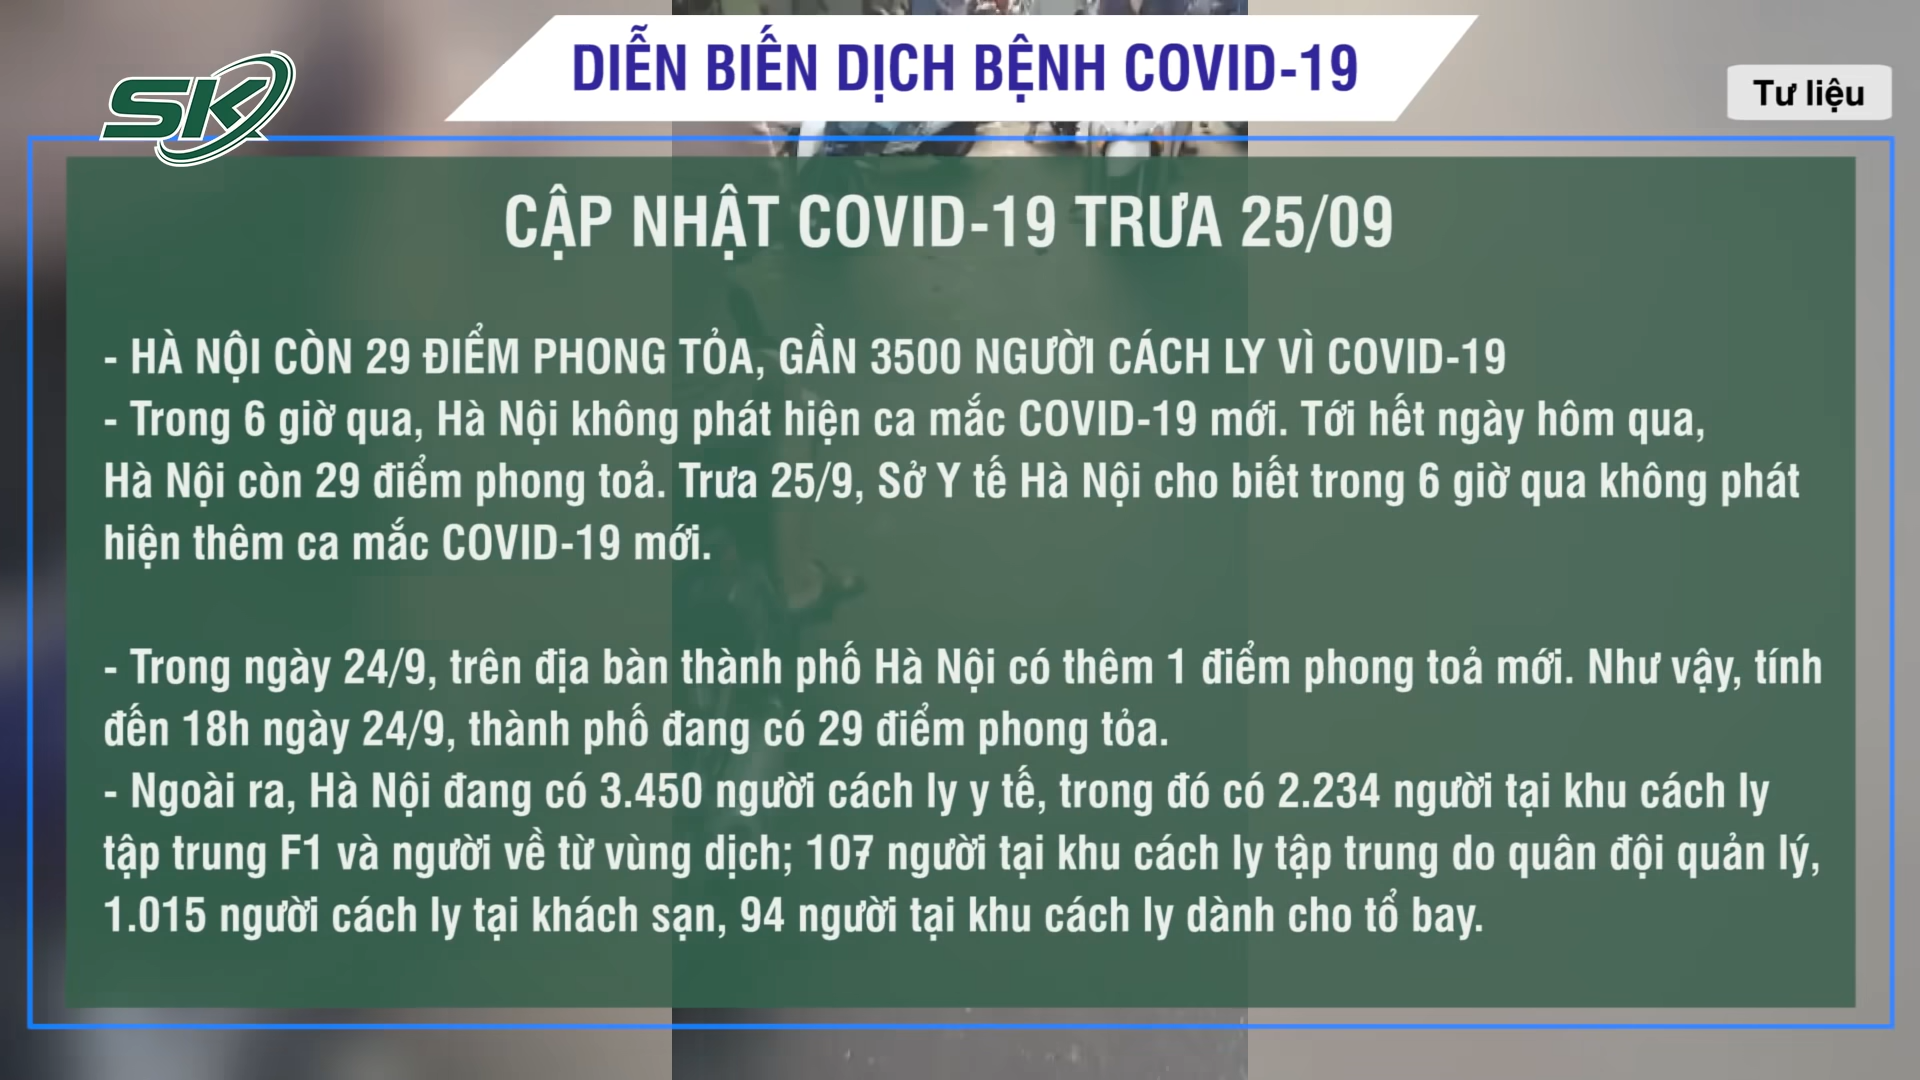 DIỄN BIẾN DỊCH BỆNH COVID-19
SK
Tư liệu
CẬP NHẬT COVID-19 TRƯA 25/09
- HÀ NỘI CÒN 29 ĐIỂM PHONG TỎA, GẦN 3500 NGƯỜI CÁCH LY VÌ COVID-19
- Trong 6 giờ qua, Hà Nội không phát hiện ca mắc COVID-19 mới. Tới hết ngày hôm qua,
Hà Nội còn 29 điểm phong toả. Trưa 25/9, Sở Y tế Hà Nội cho biết trong 6 giờ qua không phát
hiện thêm ca mắc COVID-19 mới.
- Trong ngày 24/9, trên địa bàn thành phố Hà Nội có thêm 1 điểm phong toả mới. Như vậy, tính
đến 18h ngày 24/9, thành phố đang có 29 điểm phong tỏa.
- Ngoài ra, Hà Nội đang có 3.450 người cách ly y tế, trong đó có 2.234 người tại khu cách ly
tập trung F1 và người về từ vùng dịch; 107 người tại khu cách ly tập trung do quân đội quản lý,
1.015 người cách ly tại khách sạn, 94 người tại khu cách ly dành cho tổ bay.